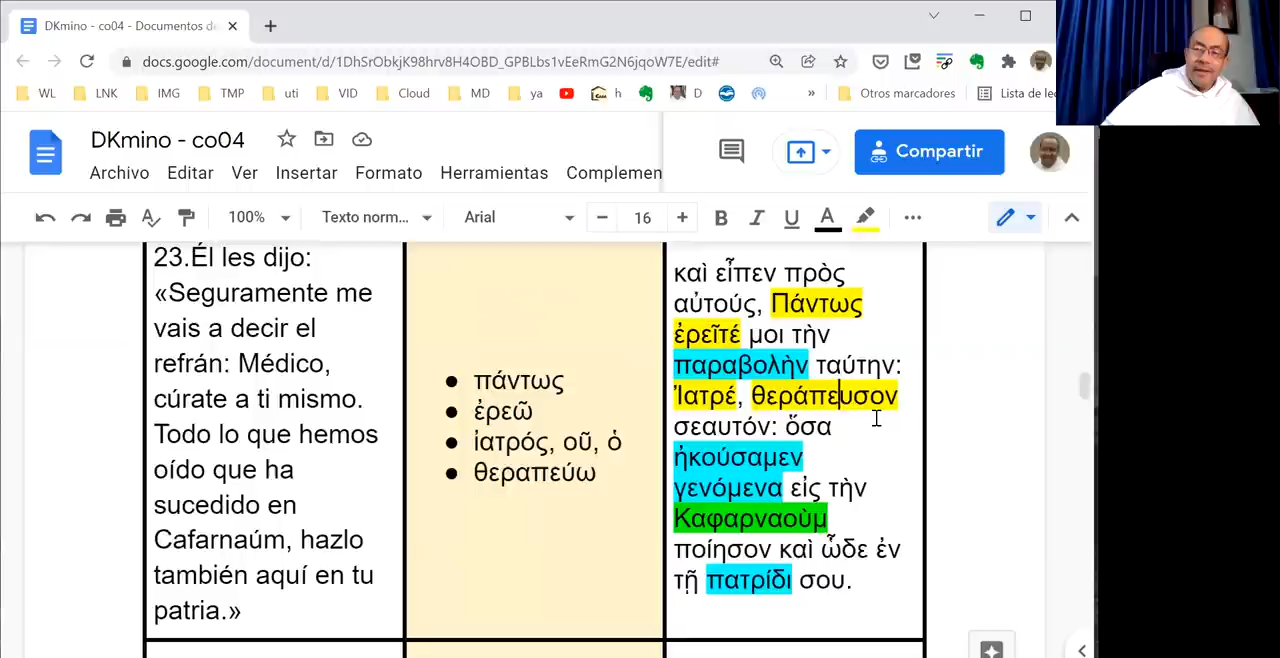 DKmino - co04 - Documentos de
docs.google.com/document/d/1DhSrObkjK98hrv8H4OBD_GPBLbs1vEeRmG2N6jqoW7E/edit#
WL LNK IMG TMP uti VID Cloud MD ya h D » Otros marcadores Lista de lec
DKmino - co04
Compartir
Archivo Editar Ver Insertar Formato Herramientas Complemen
100% Texto norm... Arial 16 B I U A
23.Él les dijo:
«Seguramente me
vais a decir el
refrán: Médico,
cúrate a ti mismo.
Todo lo que hemos
oído que ha
sucedido en
Cafarnaúm, hazlo
también aquí en tu
patria.»
● πάντως
● ἐρεῶ
● ἰατρός, οῦ, ὁ
● θεραπεύω
καὶ εἶπεν πρὸς
αὐτούς, Πάντως
ἐρεῖτέ μοι τὴν
παραβολὴν ταύτην:
Ἰατρέ, θεράπευσον
σεαυτόν: ὅσα
ἠκούσαμεν
γενόμενα εἰς τὴν
Καφαρναοὺμ
ποίησον καὶ ὧδε ἐν
τῇ πατρίδι σου.